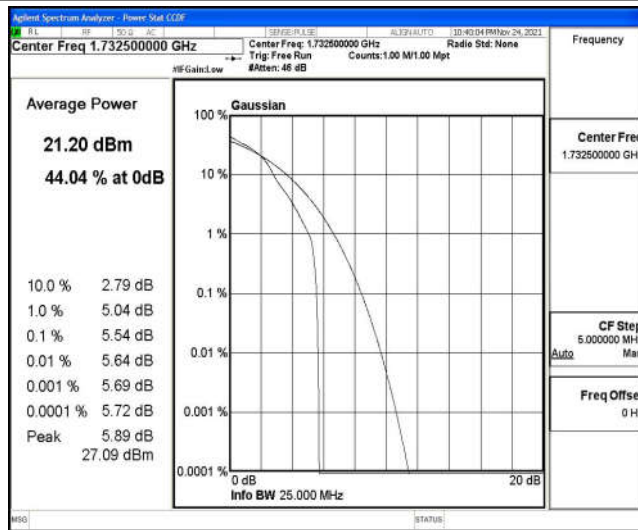 Agilent Spectrum Analyzer - Power Stat CCDF
RL RF 50 Ω AC SENSE:PULSE ALIGNAUTO 10:40:04 PM Nov 24, 2021
Center Freq 1.732500000 GHz
Center Freq: 1.732500000 GHz
Radio Std: None
Trig: Free Run
Counts:1.00 M/1.00 Mpt
#IFGain:Low
#Atten: 46 dB
Frequency
Average Power
21.20 dBm
44.04 % at 0dB
10.0 % 2.79 dB
1.0 % 5.04 dB
0.1 % 5.54 dB
0.01 % 5.64 dB
0.001 % 5.69 dB
0.0001 % 5.72 dB
Peak 5.89 dB
27.09 dBm
Gaussian
100 %
10 %
1 %
0.1 %
0.01 %
0.001 %
0.0001 %
0 dB
20 dB
Info BW 25.000 MHz
Center Fre
1.732500000 GH
CF Step
5.000000 MH
Auto Ma
Freq Offse
0 H
MSG
STATUS